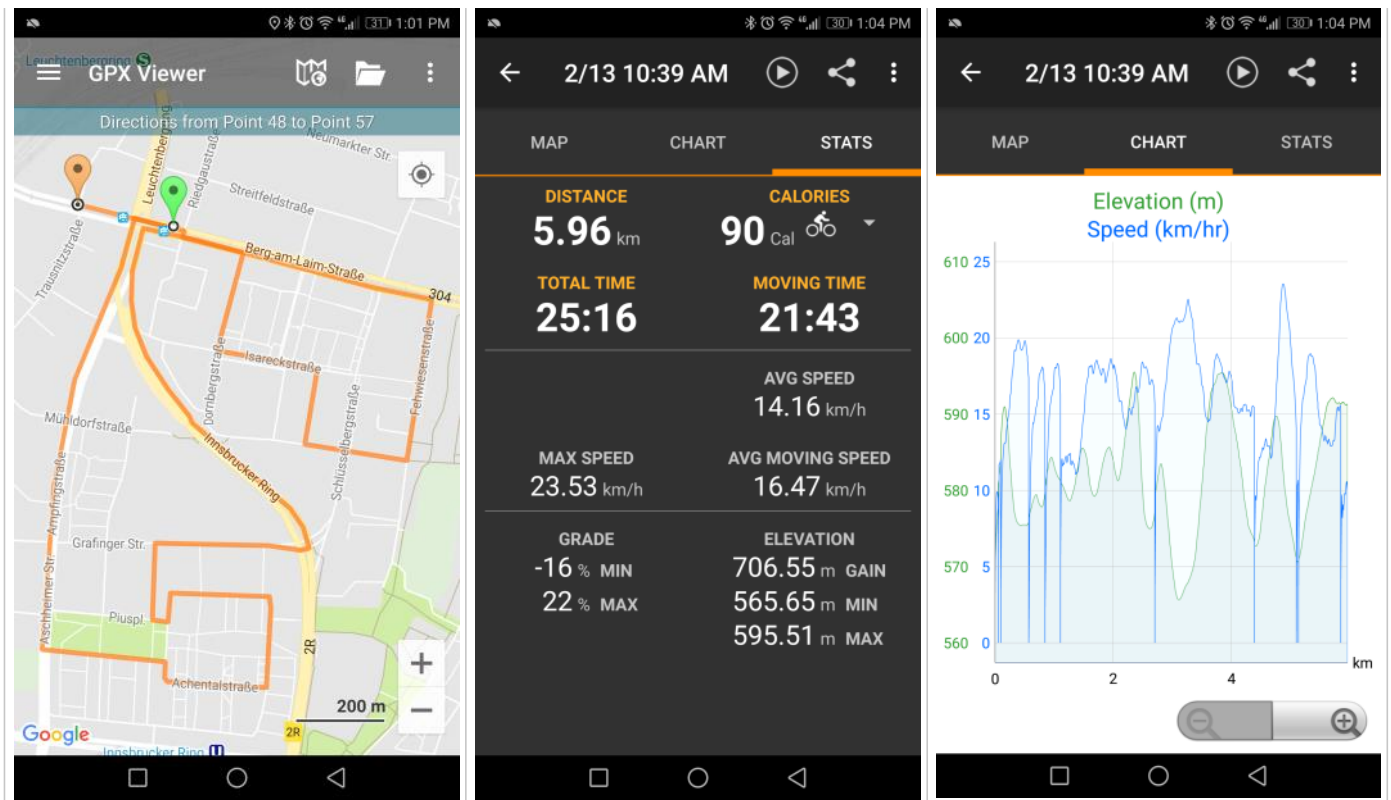 31 1:01 PM
Leuchtenbergring S
GPX Viewer
Directions from Point 48 to Point 57
Neumarkter Str.
Leuchtenbergring
Riedgaustraße
Streitfeldstraße
Trausnitzstraße
Berg-am-Laim-Straße
304
Isareckstraße
Dornbergstraße
Fehwiesenstraße
Schlüsselbergstraße
Mühldorfstraße
Innsbrucker Ring
Ampfingstraße
Grafinger Str.
Aschheimer Str.
Piuspl.
2R
Achentalstraße
+
200 m
−
Google
2R
Innsbrucker Ring U
30 1:04 PM
2/13 10:39 AM
MAP CHART STATS
DISTANCE CALORIES
5.96 km 90 Cal
TOTAL TIME MOVING TIME
25:16 21:43
AVG SPEED
14.16 km/h
MAX SPEED AVG MOVING SPEED
23.53 km/h 16.47 km/h
GRADE ELEVATION
-16 % MIN 706.55 m GAIN
22 % MAX 565.65 m MIN
595.51 m MAX
30 1:04 PM
2/13 10:39 AM
MAP CHART STATS
Elevation (m)
Speed (km/hr)
610 25
600 20
590 15
580 10
570 5
560 0
km
0 2 4